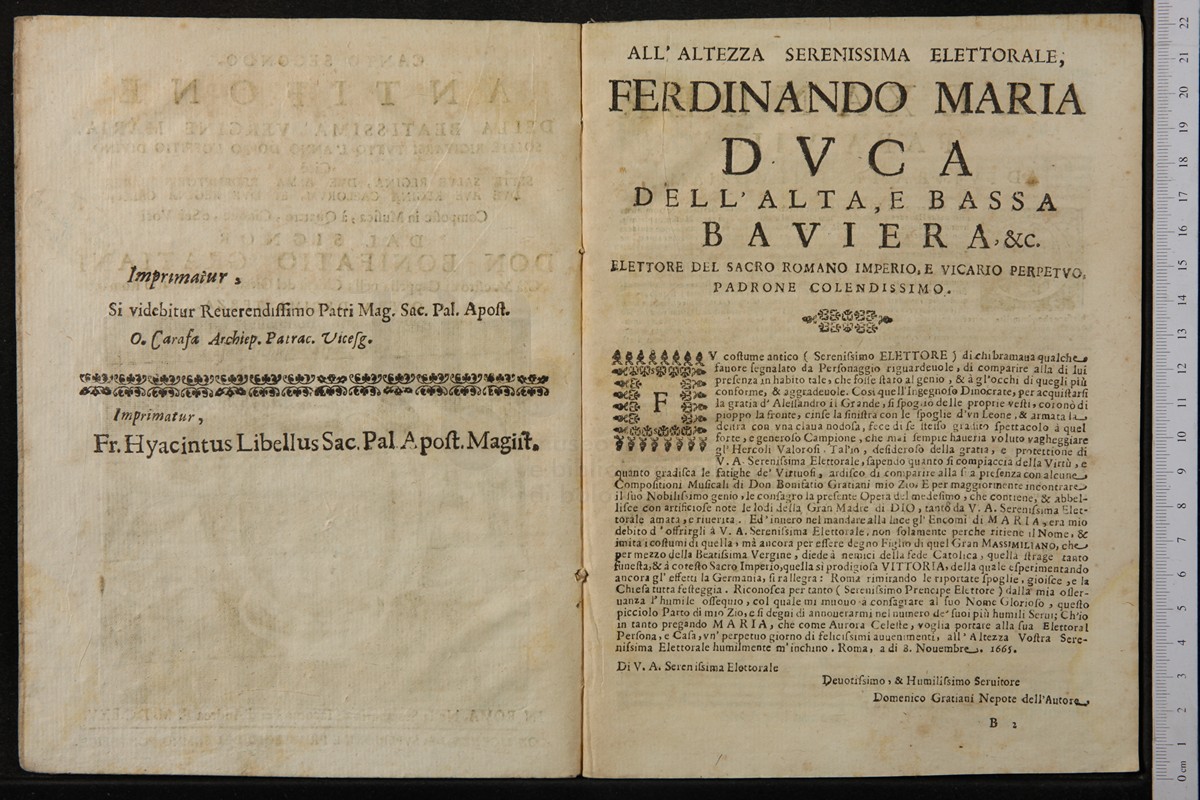 Imprimatur,
Si videbitur Reuerendissimo Patri Mag. Sac. Pal. Apost.
O. Carafa Archiep. Patrac. Vicesg.
Imprimatur,
Fr. Hyacintus Libellus Sac. Pal. Apost. Magist.
ALL' ALTEZZA SERENISSIMA ELETTORALE,
FERDINANDO MARIA
DVCA
DELL'ALTA, E BASSA
BAVIERA, &c.
ELETTORE DEL SACRO ROMANO IMPERIO, E VICARIO PERPETVO,
PADRONE COLENDISSIMO.
FV costume antico ( Serenissimo ELETTORE ) di chi bramaua qualche
fauore segnalato da Personaggio riguardeuole, di comparire alla di lui
presenza in habito tale, che fosse stato al genio, & à gl'occhi di quegli più
conforme, & aggradeuole. Così quell'Ingegnoso Dinocrate, per acquistarsi
la gratia d' Alessandro il Grande, si spogliò delle proprie vesti, coronò di
pioppo la fronte, cinse la sinistra con le spoglie d'vn Leone, & armata la
destra con vna claua nodosa, fece di se stesso gradito spettacolo à quel
forte, e generoso Campione, che mai sempre haueria voluto vagheggiare
gl'Hercoli Valorosi. Tal'io, desideroso della gratia, e protettione di
V. A. Serenissima Elettorale, sapendo quanto si compiaccia della Virtù, e
quanto gradisca le fatighe de' Virtuosi, ardisco di comparire alla sua presenza con alcune
Compositioni Musicali di Don Bonifatio Gratiani mio Zio. E per maggiormente incontrare
il suo Nobilissimo genio, le consagro la presente Opera del medesimo, che contiene, & abbel-
lisce con artificiose note le lodi della Gran Madre di DIO, tanto da V. A. Serenissima Elet-
torale amata, e riuerita. Ed'innero nel mandare alla luce gl'Encomi di MARIA, era mio
debito d'offrirgli à V. A. Serenissima Elettorale, non solamente perche ritiene il Nome, &
imita i costumi di quella, mà ancora per essere degno Figlio di quel Gran MASSIMILIANO, che
per mezzo della Beatissima Vergine, diede à nemici della fede Catolica, quella strage tanto
funesta, & à cotesto Sacro Imperio, quella sì prodigiosa VITTORIA, della quale esperimentando
ancora gl' effetti la Germania, si rallegra: Roma rimirando le riportate spoglie, gioisce, e la
Chiesa tutta festeggia. Riconosca per tanto ( Serenissimo Prencipe Elettore ) dalla mia osser-
uanza l'humile ossequio, col quale mi muouo à consagrare al suo Nome Glorioso, questo
picciolo Parto di mio Zio, e si degni di annouerarmi nel numero de' suoi più humili Serui; Ch'io
in tanto pregando MARIA, che come Aurora Celeste, voglia portare alla sua Elettoral
Persona, e Casa, vn' perpetuo giorno di felicissimi auuenimenti, all' Altezza Vostra Sere-
nissima Elettorale humilmente m'inchino. Roma, a di 8. Nouembre. 1665.
Di V. A. Serenissima Elottorale
Deuotissimo, & Humilissimo Seruitore
Domenico Gratiani Nepote dell'Autore,
B 2